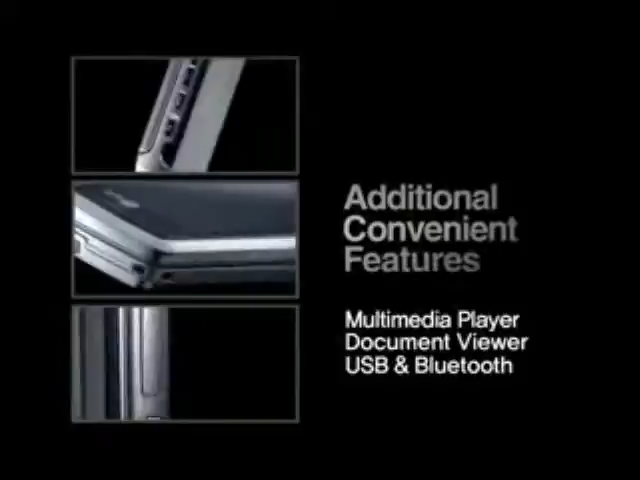 Additional
Convenient
Features
Multimedia Player
Document Viewer
USB & Bluetooth